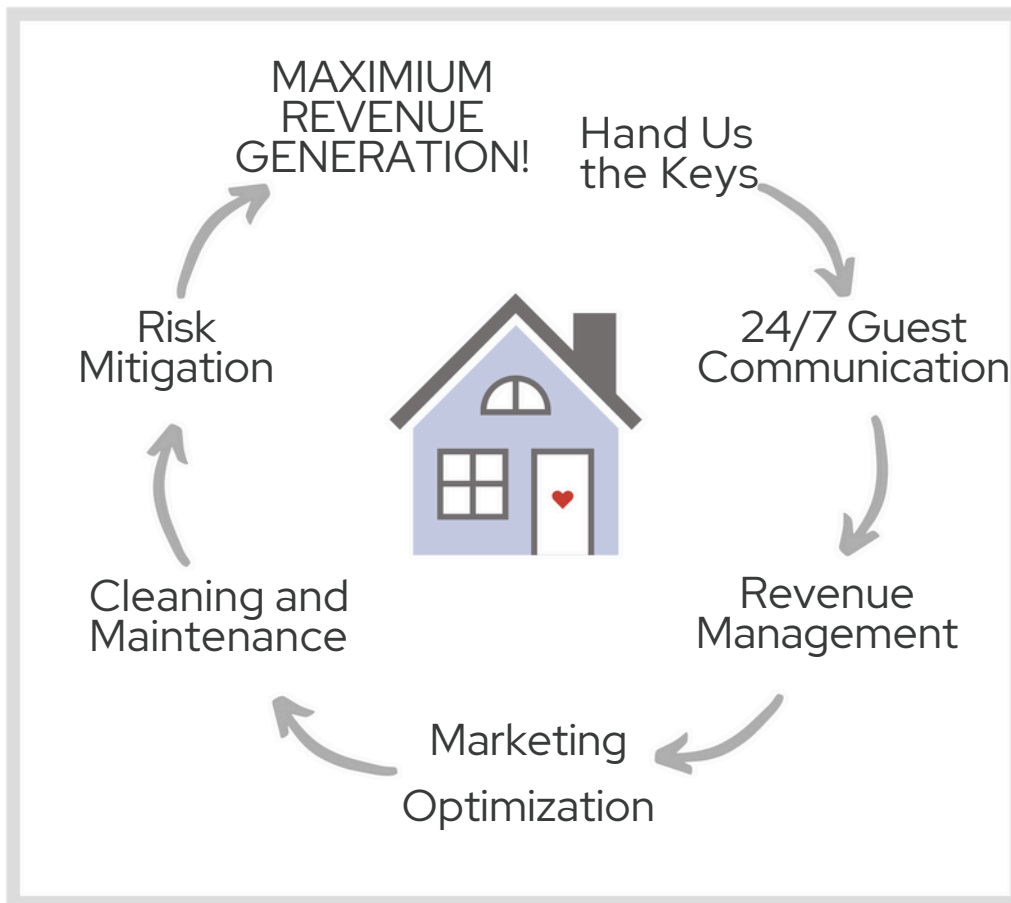 MAXIMIUM
REVENUE
GENERATION!
Hand Us
the Keys
24/7 Guest
Communication
Revenue
Management
Marketing
Optimization
Cleaning and
Maintenance
Risk
Mitigation